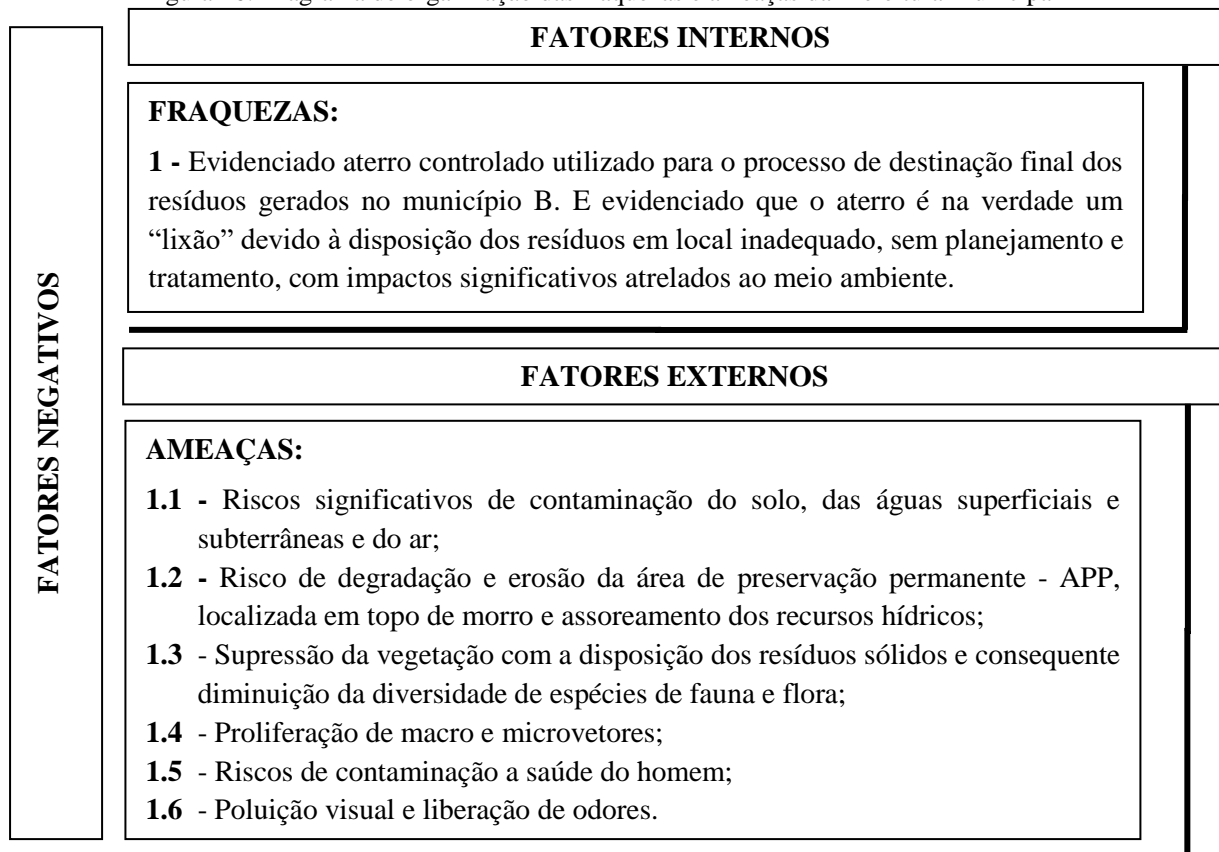 FATORES INTERNOS
FRAQUEZAS:
1 - Evidenciado aterro controlado utilizado para o processo de destinação final dos
resíduos gerados no município B. E evidenciado que o aterro é na verdade um
“lixão” devido à disposição dos resíduos em local inadequado, sem planejamento e
tratamento, com impactos significativos atrelados ao meio ambiente.
FATORES NEGATIVOS
FATORES EXTERNOS
AMEAÇAS:
1.1 - Riscos significativos de contaminação do solo, das águas superficiais e
subterrâneas e do ar;
1.2 - Risco de degradação e erosão da área de preservação permanente - APP,
localizada em topo de morro e assoreamento dos recursos hídricos;
1.3 - Supressão da vegetação com a disposição dos resíduos sólidos e consequente
diminuição da diversidade de espécies de fauna e flora;
1.4 - Proliferação de macro e microvetores;
1.5 - Riscos de contaminação a saúde do homem;
1.6 - Poluição visual e liberação de odores.